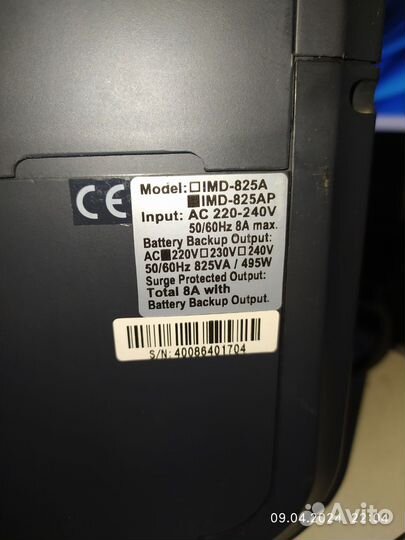 CE
Model: □IMD-825A
■IMD-825AP
Input: AC 220-240V
50/60Hz 8A max.
Battery Backup Output:
AC■220V□230V□240V
50/60Hz 825VA / 495W
Surge Protected Output:
Total 8A with
Battery Backup Output.
S/N: 40086401704
09.04.2024 22:04
Avito